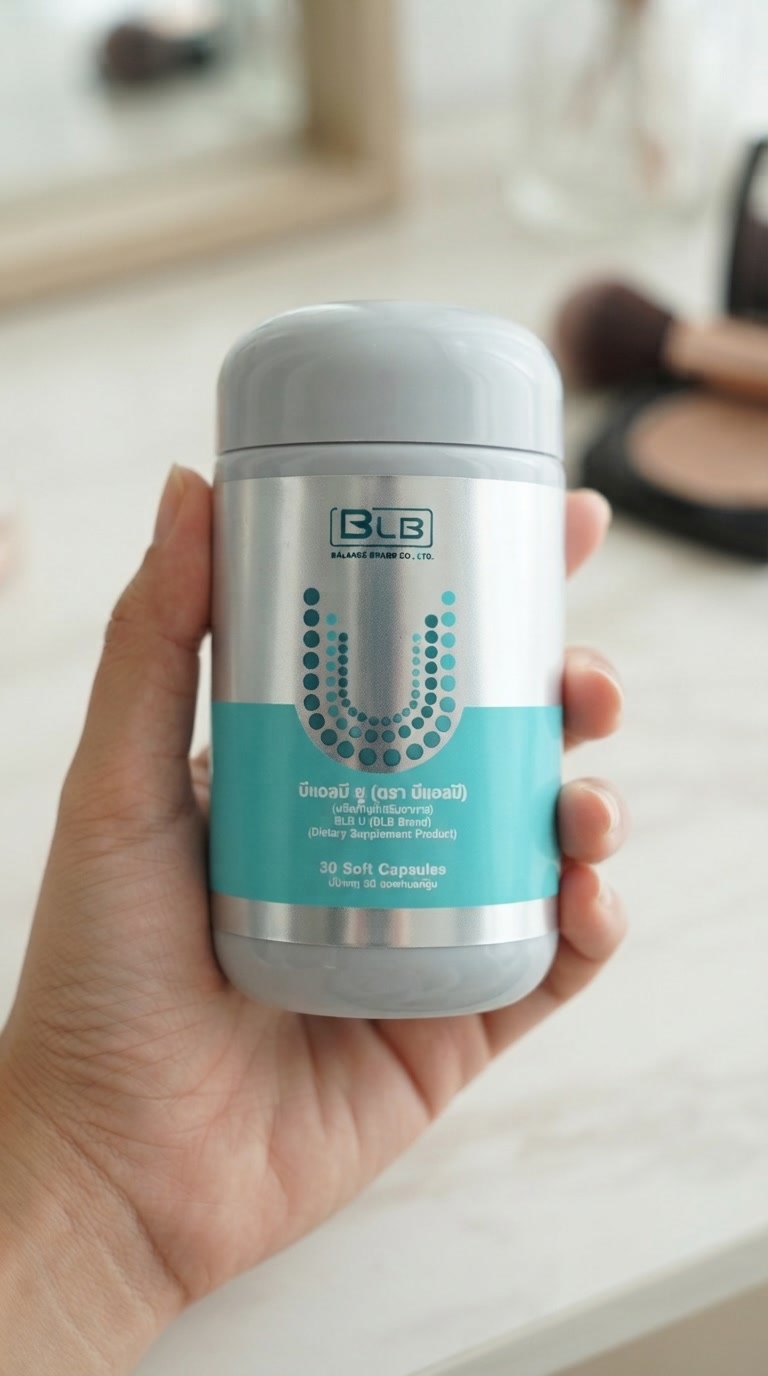 BLB
บีแอลบี ยู (ตรา บีแอลบี)
BLB U (BLB Brand)
(Dietary Supplement Product)
30 Soft Capsules